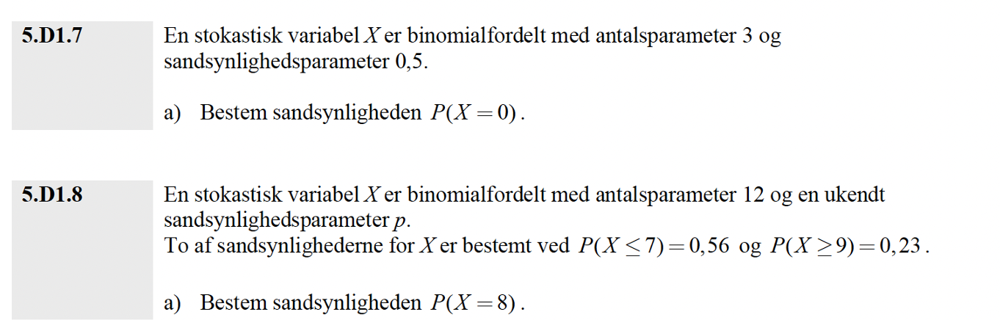 5.D1.7 En stokastisk variabel X er binomialfordelt med antalsparameter 3 og
sandsynlighedsparameter 0,5.
a) Bestem sandsynligheden P(X = 0).
5.D1.8 En stokastisk variabel X er binomialfordelt med antalsparameter 12 og en ukendt
sandsynlighedsparameter p.
To af sandsynlighederne for X er bestemt ved P(X ≤ 7) = 0,56 og P(X ≥ 9) = 0,23.
a) Bestem sandsynligheden P(X = 8).